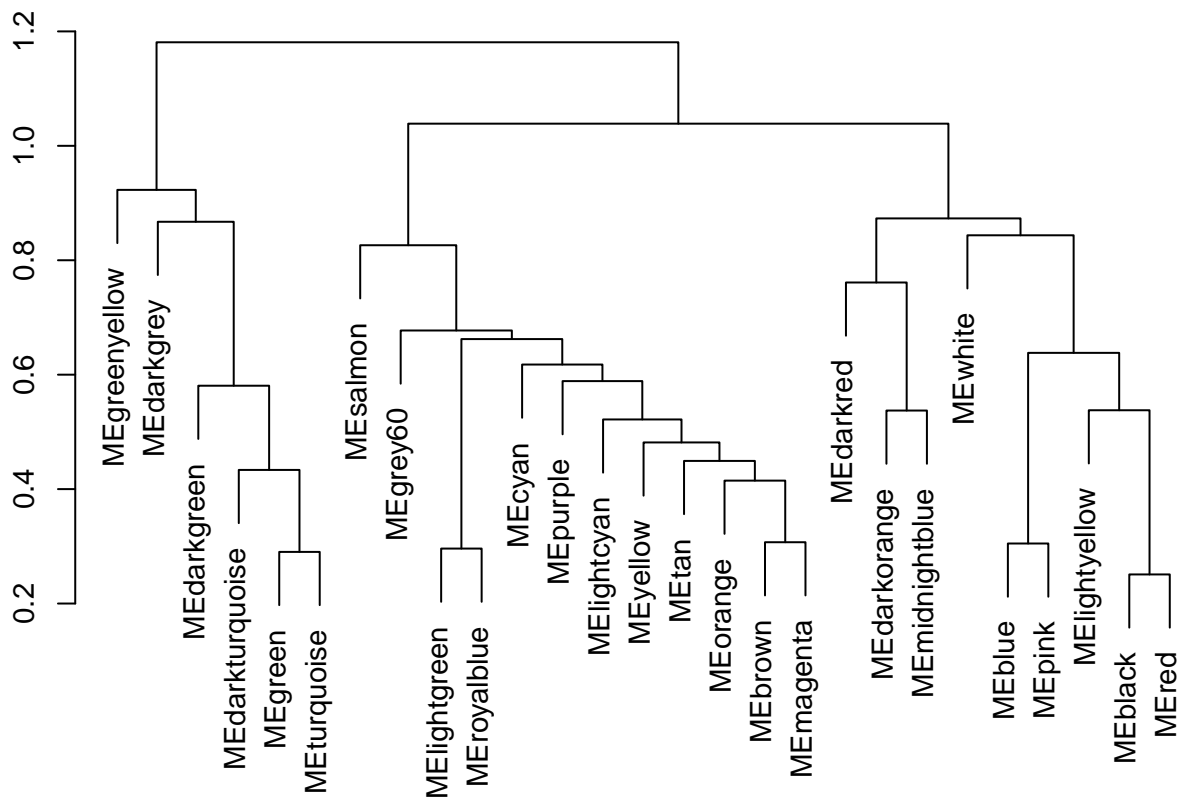 1.2
1.0
0.8
0.6
0.4
0.2
MEgreenyellow
MEdarkgrey
MEdarkgreen
MEdarkturquoise
MEgreen
MEturquoise
MEsalmon
MEgrey60
MElightgreen
MEroyalblue
MEcyan
MEpurple
MElightcyan
MEyellow
MEtan
MEorange
MEbrown
MEmagenta
MEdarkred
MEdarkorange
MEmidnightblue
MEwhite
MEblue
MEpink
MElightyellow
MEblack
MEred